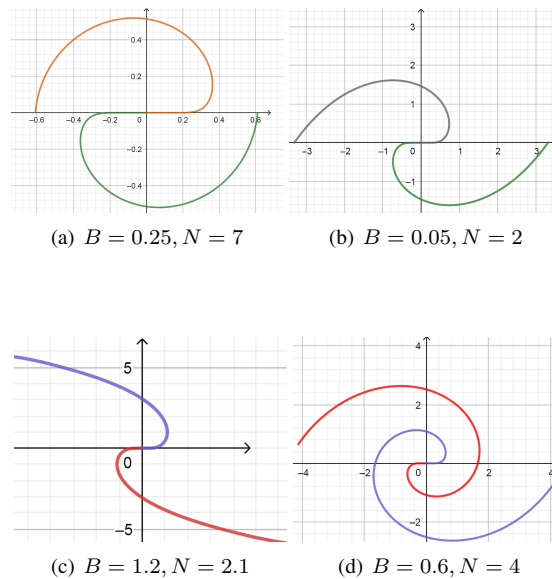 0.4
0.2
−0.6 −0.4 −0.2 0 0.2 0.4 0.6
−0.2
−0.4
(a) B = 0.25, N = 7
3
2
1
−3 −2 −1 0 1 2 3
−1
(b) B = 0.05, N = 2
5
0
−5
(c) B = 1.2, N = 2.1
4
2
−4 −2 0 2 4
−2
(d) B = 0.6, N = 4